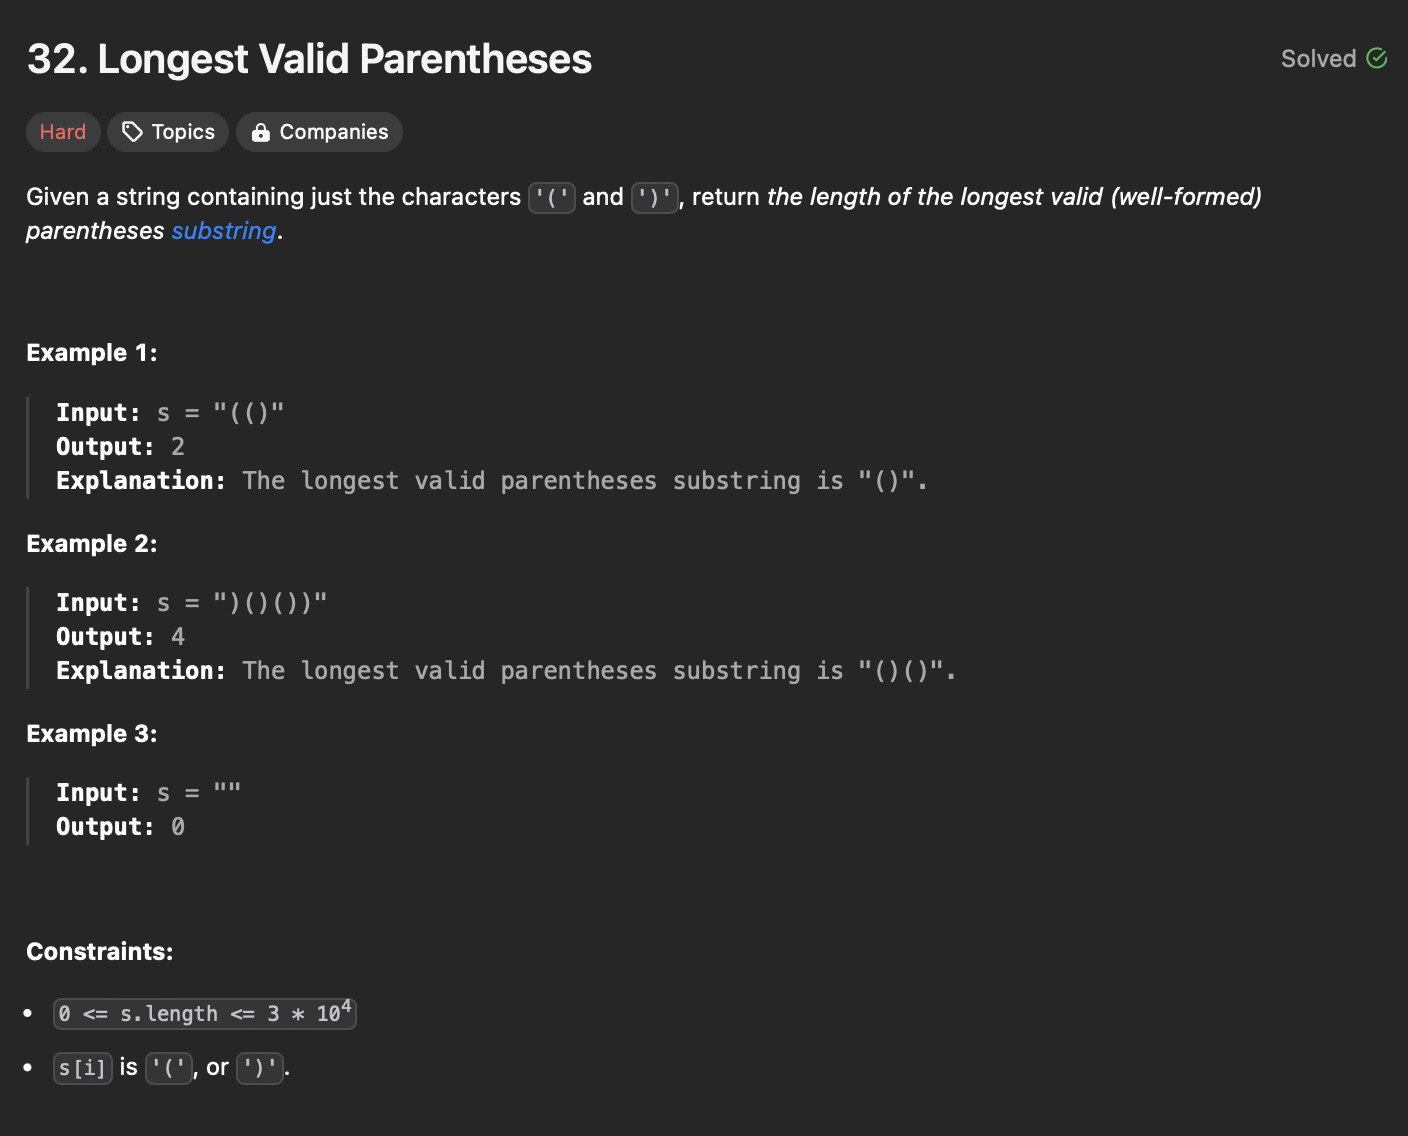 32. Longest Valid Parentheses
Solved
Hard Topics Companies
Given a string containing just the characters '(' and ')', return the length of the longest valid (well-formed)
parentheses substring.
Example 1:
Input: s = "(()"
Output: 2
Explanation: The longest valid parentheses substring is "()".
Example 2:
Input: s = ")()())"
Output: 4
Explanation: The longest valid parentheses substring is "()()".
Example 3:
Input: s = ""
Output: 0
Constraints:
• 0 <= s.length <= 3 * 10⁴
• s[i] is '(', or ')'.